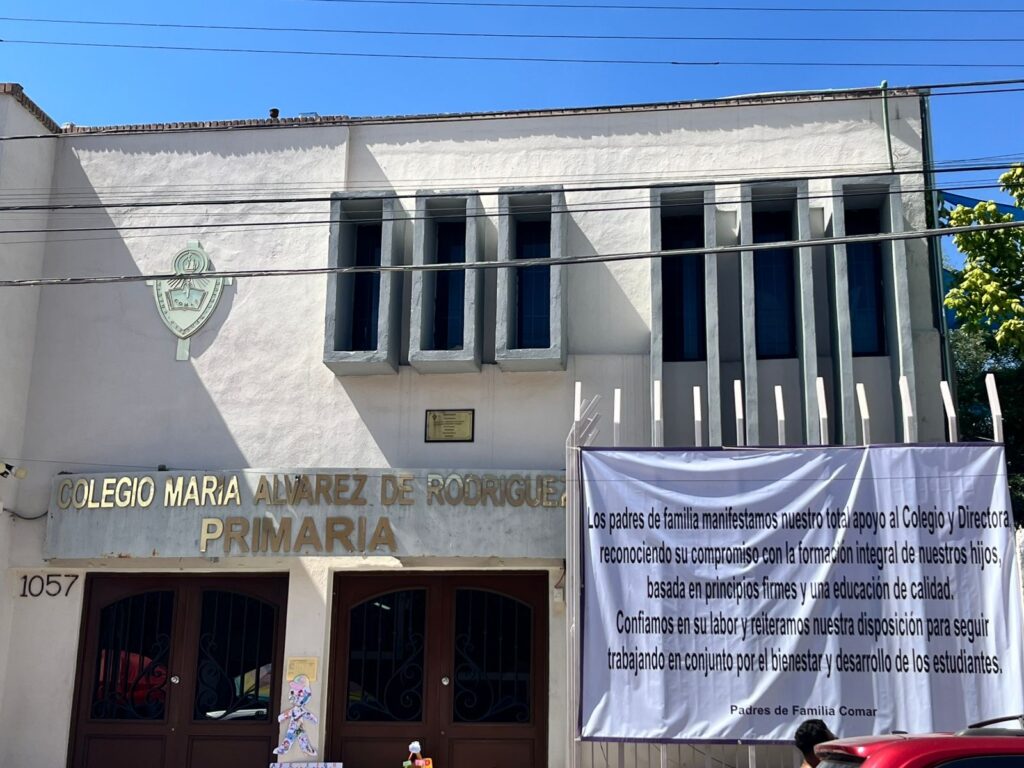 COM.
COLEGIO MARIA ALVAREZ DE RODRIGUEZ
PRIMARIA
1057
Los padres de familia manifestamos nuestro total apoyo al Colegio y Directora,
reconociendo su compromiso con la formación integral de nuestros hijos,
basada en principios firmes y una educación de calidad.
Confiamos en su labor y reiteramos nuestra disposición para seguir
trabajando en conjunto por el bienestar y desarrollo de los estudiantes.
Padres de Familia Comar